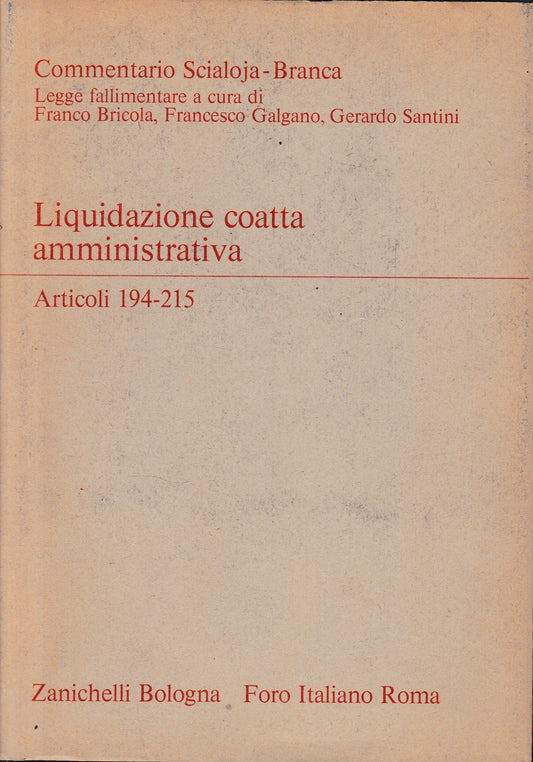 Commentario Scialoja-Branca
Legge fallimentare a cura di
Franco Bricola, Francesco Galgano, Gerardo Santini
Liquidazione coatta
amministrativa
Articoli 194-215
Zanichelli Bologna Foro Italiano Roma